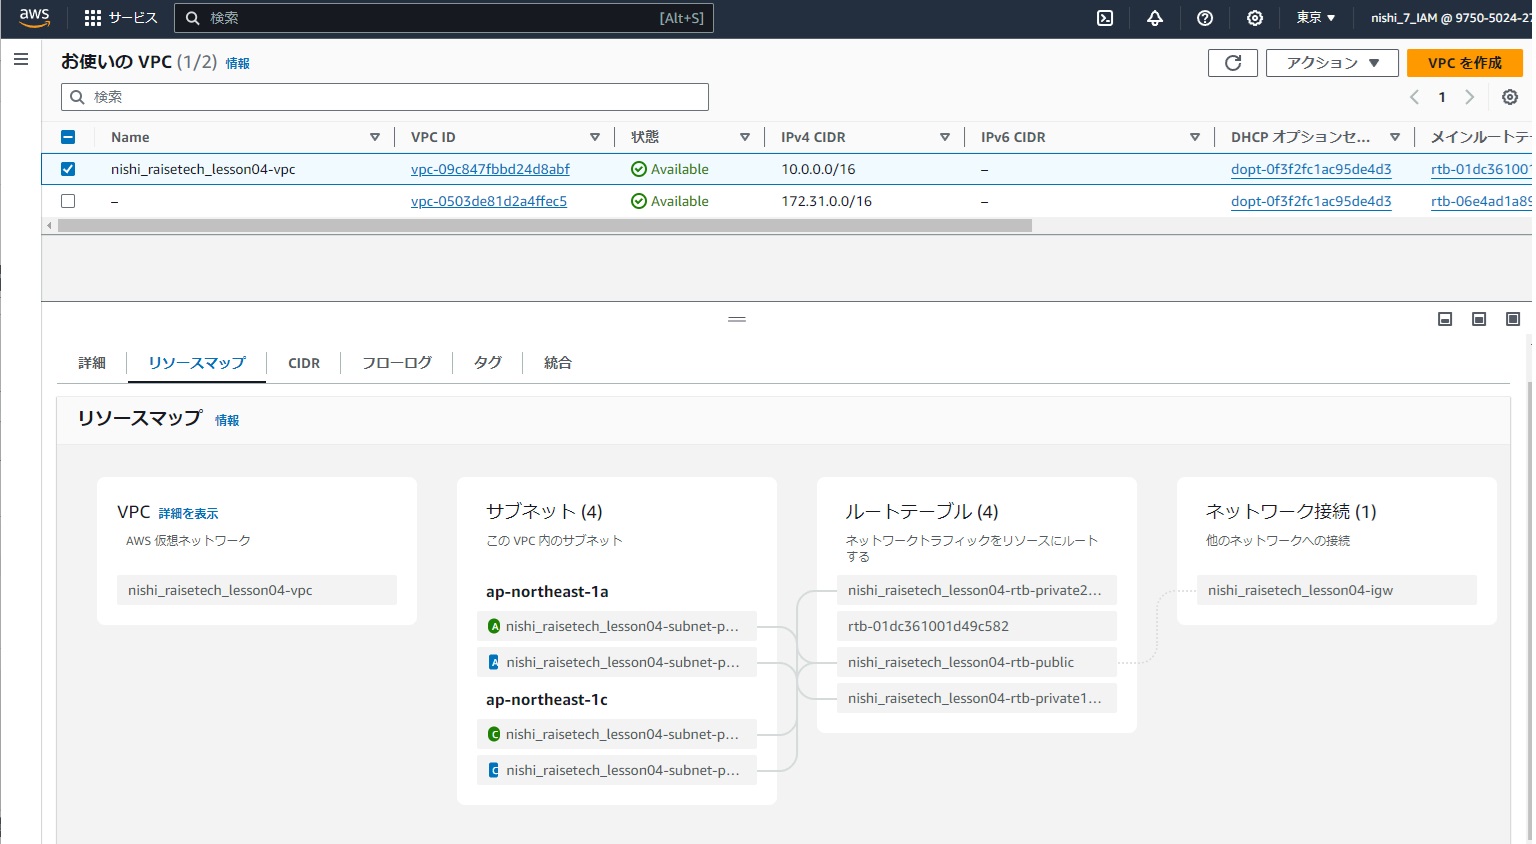 aws サービス 検索 [Alt+S] 東京 ▼ nishi_7_IAM @ 9750-5024-27
お使いの VPC (1/2) 情報 アクション ▼ VPC を作成
検索 1
Name VPC ID 状態 IPv4 CIDR IPv6 CIDR DHCP オプションセ... メインルートテ
nishi_raisetech_lesson04-vpc vpc-09c847fbbd24d8abf Available 10.0.0.0/16 – dopt-0f3f2fc1ac95de4d3 rtb-01dc361001
– vpc-0503de81d2a4ffec5 Available 172.31.0.0/16 – dopt-0f3f2fc1ac95de4d3 rtb-06e4ad1a89
詳細 リソースマップ CIDR フローログ タグ 統合
リソースマップ 情報
VPC 詳細を表示
AWS 仮想ネットワーク
nishi_raisetech_lesson04-vpc
サブネット (4)
この VPC 内のサブネット
ap-northeast-1a
A nishi_raisetech_lesson04-subnet-p...
A nishi_raisetech_lesson04-subnet-p...
ap-northeast-1c
C nishi_raisetech_lesson04-subnet-p...
C nishi_raisetech_lesson04-subnet-p...
ルートテーブル (4)
ネットワークトラフィックをリソースにルート
する
nishi_raisetech_lesson04-rtb-private2...
rtb-01dc361001d49c582
nishi_raisetech_lesson04-rtb-public
nishi_raisetech_lesson04-rtb-private1...
ネットワーク接続 (1)
他のネットワークへの接続
nishi_raisetech_lesson04-igw